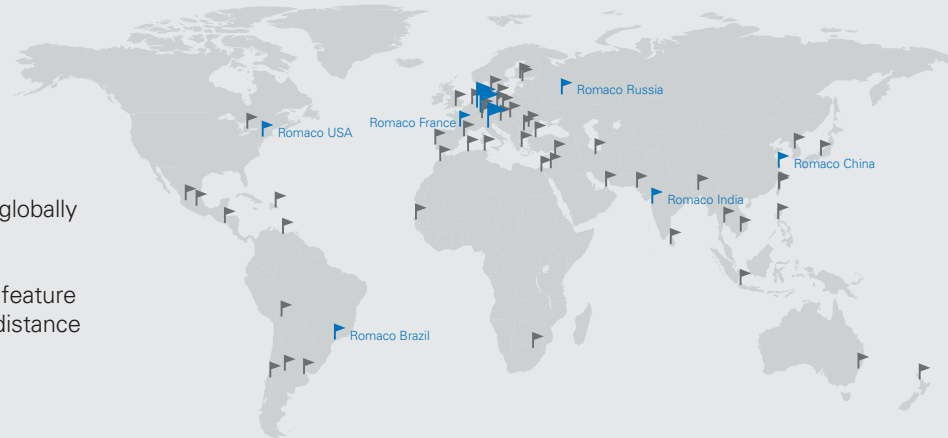 globally
feature
distance
Romaco Russia
Romaco USA
Romaco France
Romaco China
Romaco India
Romaco Brazil